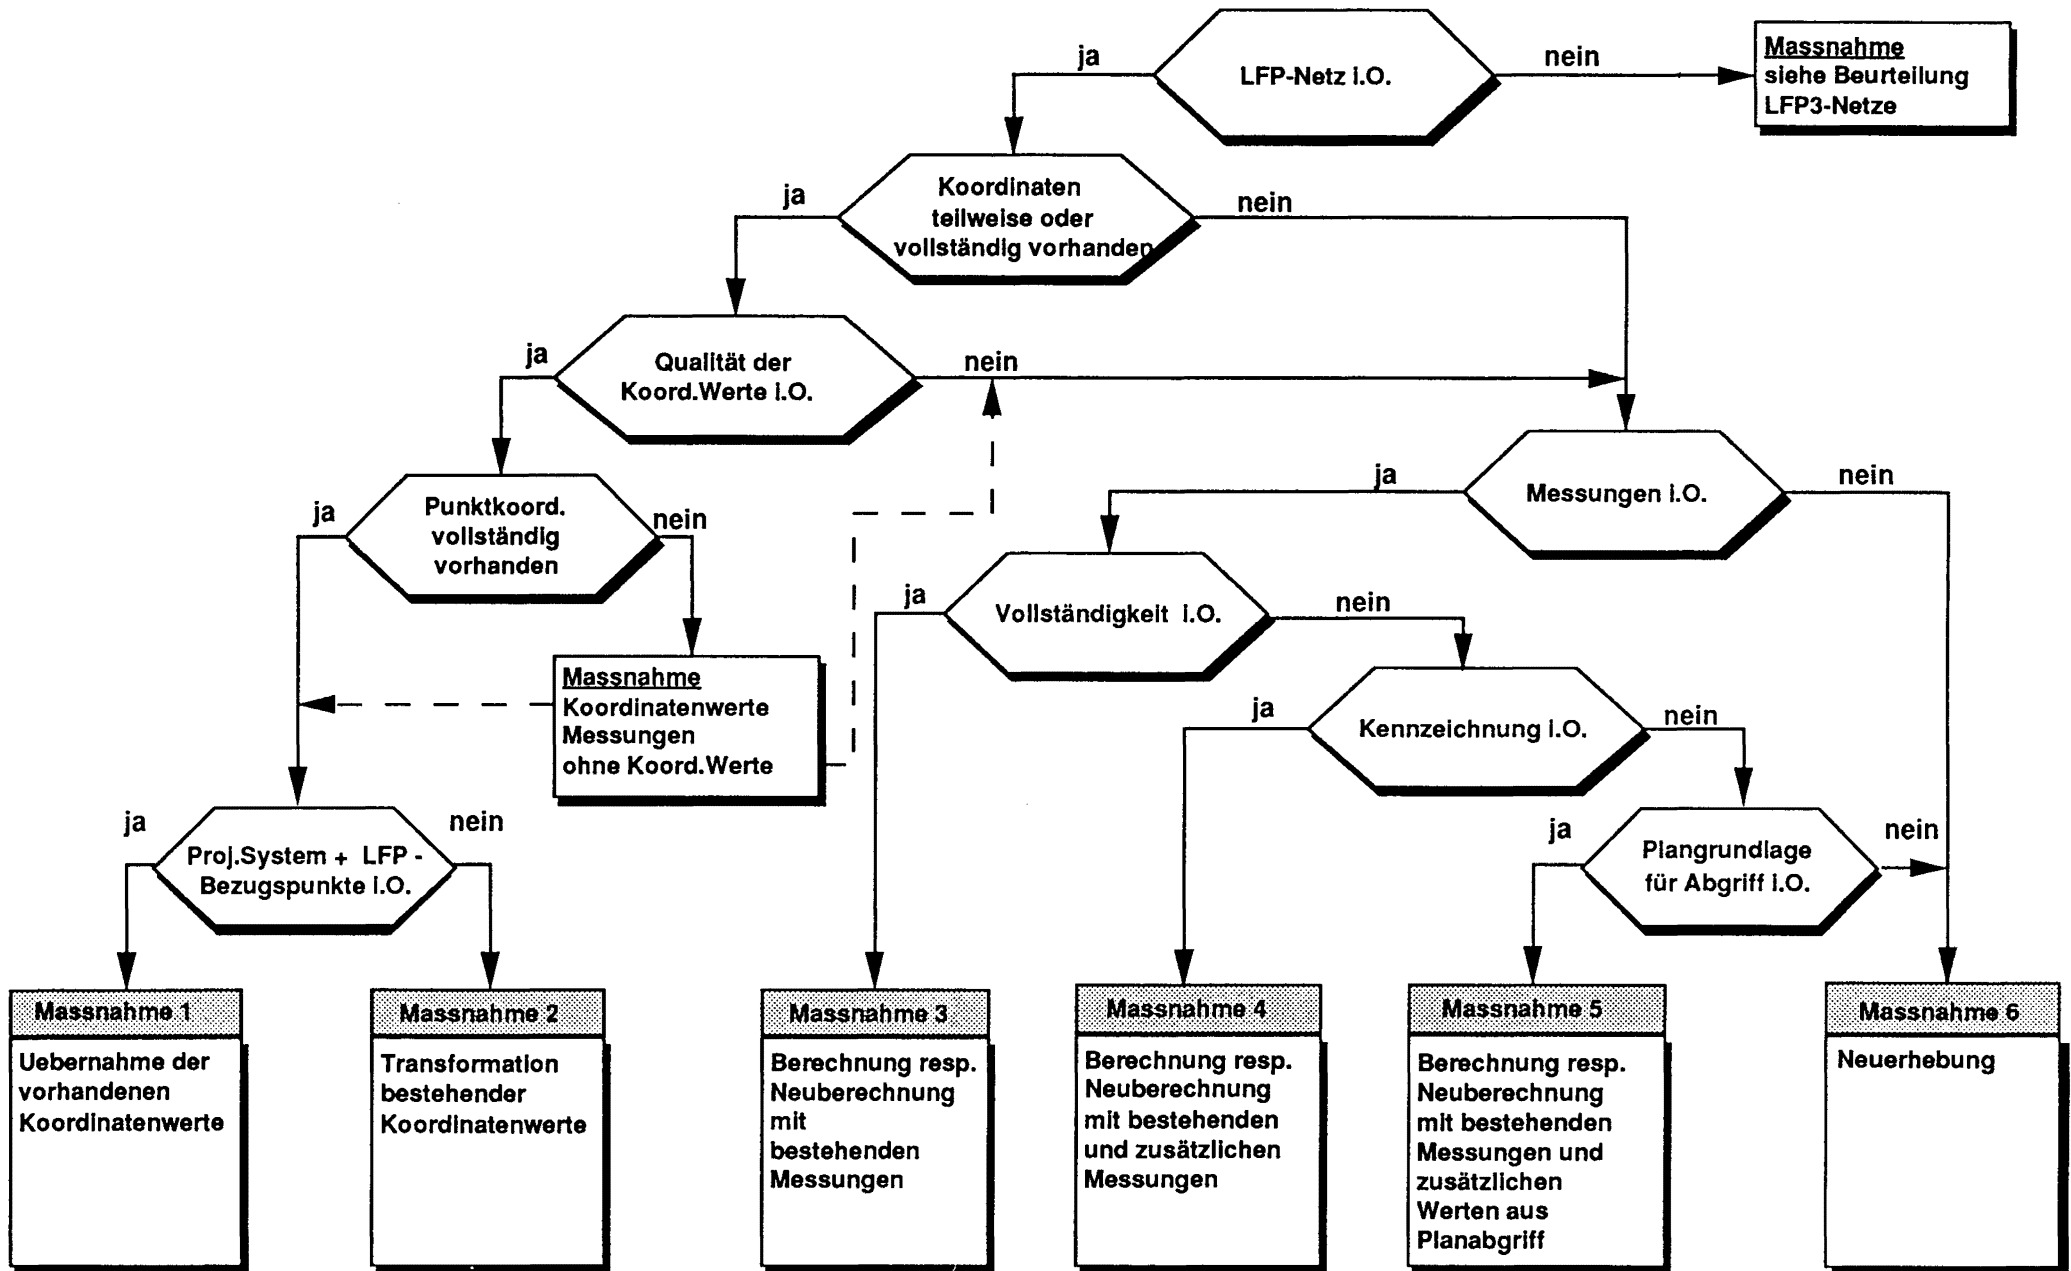 ja
LFP-Netz i.O.
nein
Massnahme
siehe Beurteilung
LFP3-Netze
ja
Koordinaten
teilweise oder
vollständig vorhanden
nein
ja
Qualität der
Koord.Werte i.O.
nein
ja
Messungen i.O.
nein
ja
Punktkoord.
vollständig
vorhanden
nein
ja
Vollständigkeit i.O.
nein
Massnahme
Koordinatenwerte
Messungen
ohne Koord.Werte
ja
Kennzeichnung i.O.
nein
ja
Proj.System + LFP -
Bezugspunkte i.O.
nein
ja
Plangrundlage
für Abgriff i.O.
nein
Massnahme 1
Uebernahme der
vorhandenen
Koordinatenwerte
Massnahme 2
Transformation
bestehender
Koordinatenwerte
Massnahme 3
Berechnung resp.
Neuberechnung
mit
bestehenden
Messungen
Massnahme 4
Berechnung resp.
Neuberechnung
mit bestehenden
und zusätzlichen
Messungen
Massnahme 5
Berechnung resp.
Neuberechnung
mit bestehenden
Messungen und
zusätzlichen
Werten aus
Planabgriff
Massnahme 6
Neuerhebung